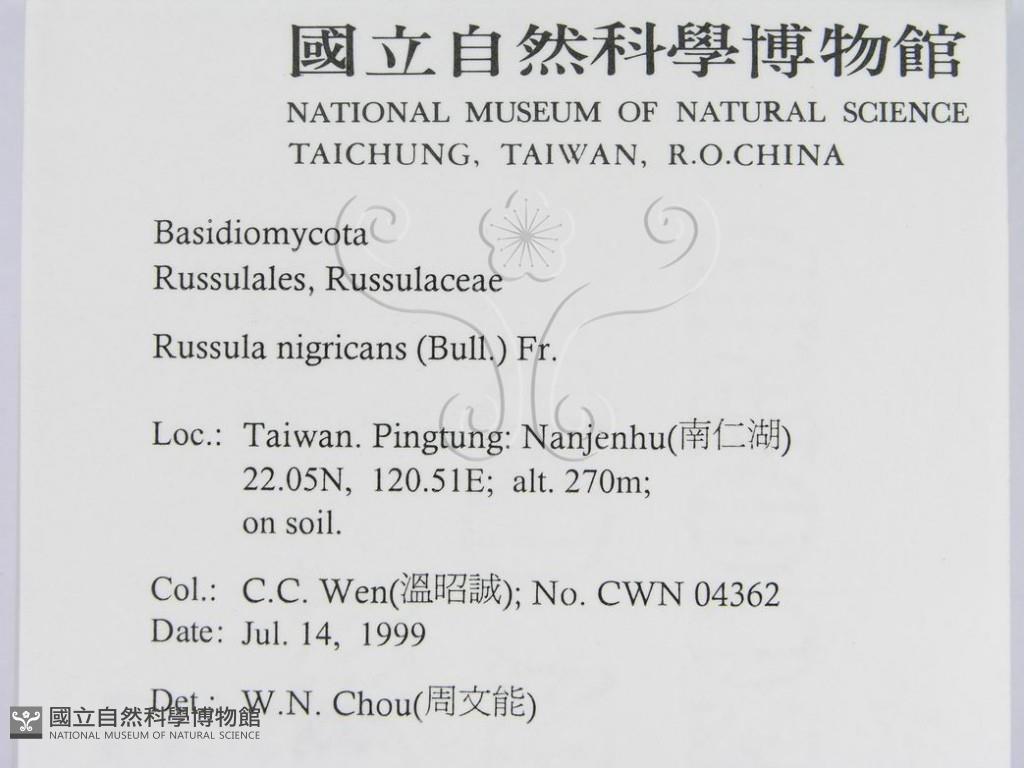 國立自然科學博物館
NATIONAL MUSEUM OF NATURAL SCIENCE
TAICHUNG, TAIWAN, R.O.CHINA
Basidiomycota
Russulales, Russulaceae
Russula nigricans (Bull.) Fr.
Loc.: Taiwan. Pingtung: Nanjenhu(南仁湖)
22.05N, 120.51E; alt. 270m;
on soil.
Col.: C.C. Wen(溫昭誠); No. CWN 04362
Date: Jul. 14, 1999
Det.: W.N. Chou(周文能)
國立自然科學博物館
NATIONAL MUSEUM OF NATURAL SCIENCE